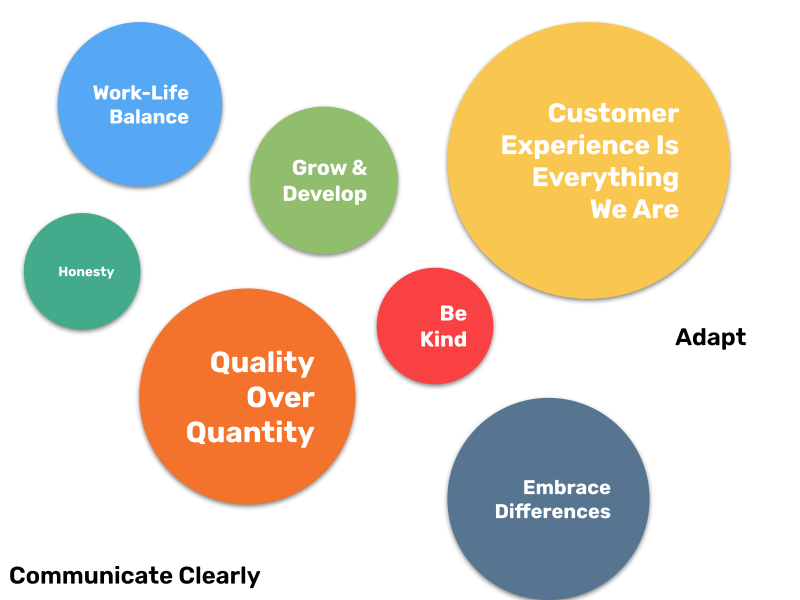 Work-Life
Balance
Customer
Experience Is
Everything
We Are
Grow &
Develop
Honesty
Be
Kind
Adapt
Quality
Over
Quantity
Embrace
Differences
Communicate Clearly